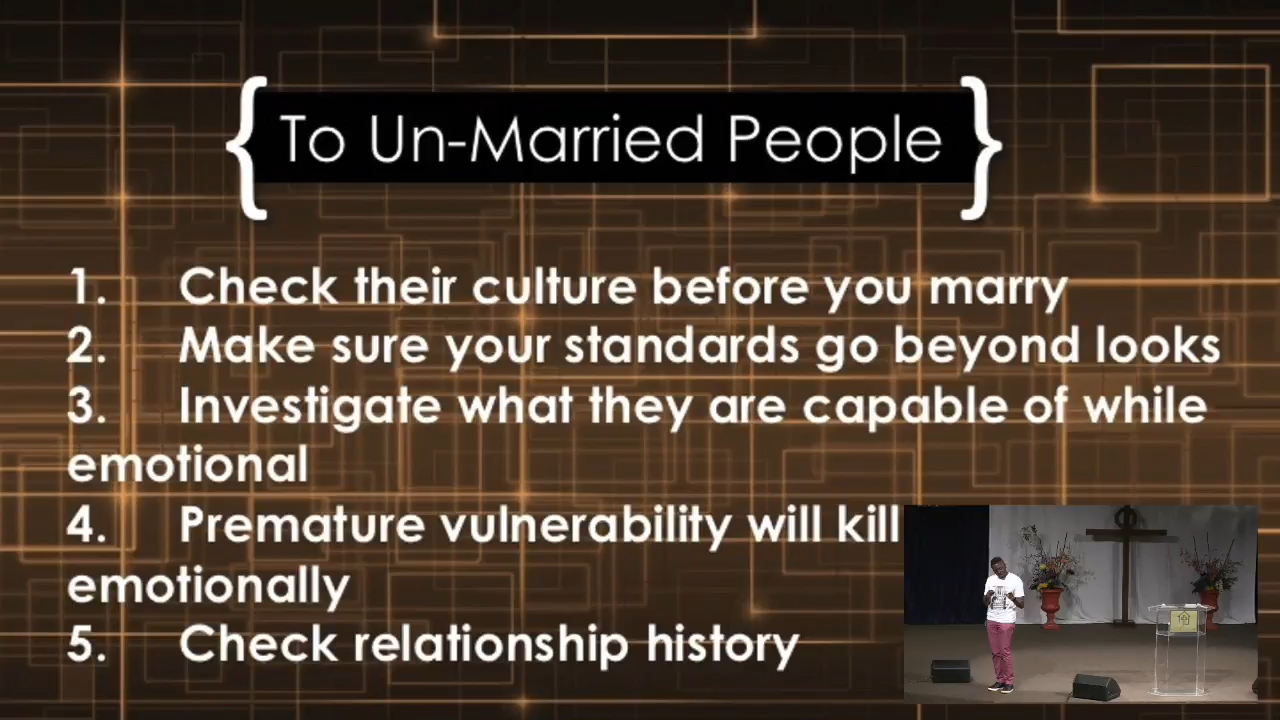 { To Un-Married People }
1. Check their culture before you marry
2. Make sure your standards go beyond looks
3. Investigate what they are capable of while
emotional
4. Premature vulnerability will kill
emotionally
5. Check relationship history